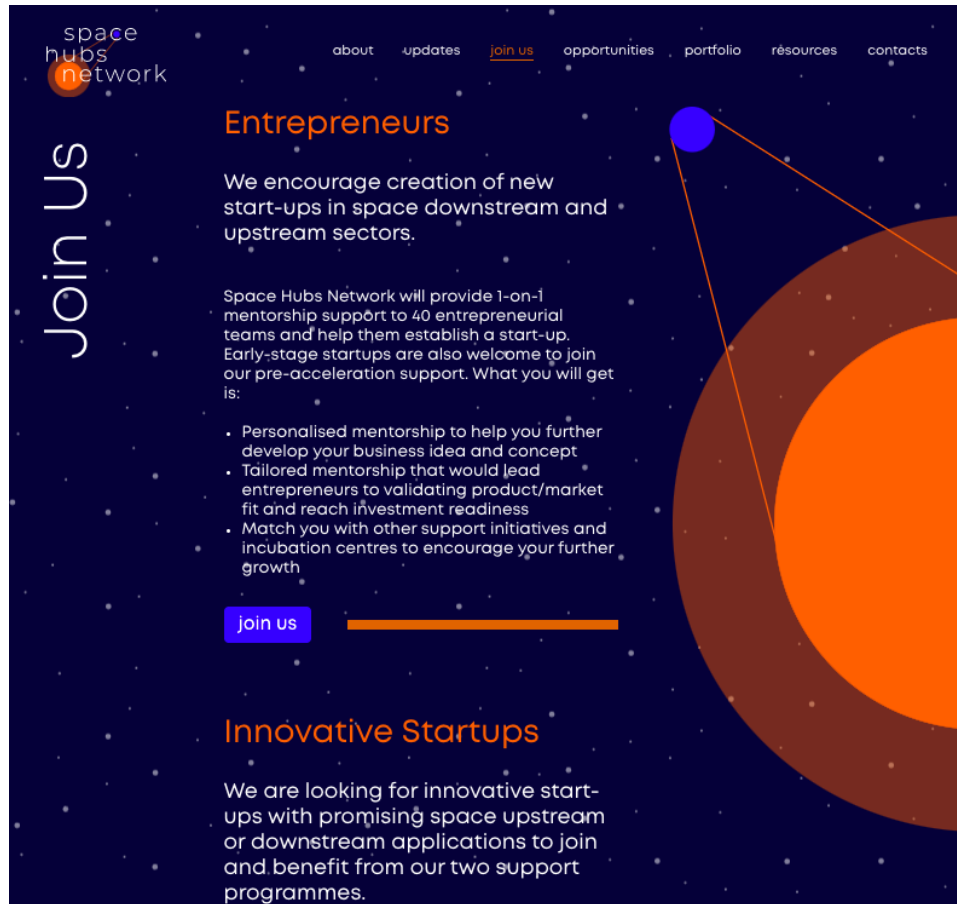 space
hubs
network
about
updates
join us
opportunities
portfolio
resources
contacts
Join Us
Entrepreneurs
We encourage creation of new
start-ups in space downstream and
upstream sectors.
Space Hubs Network will provide 1-on-1
mentorship support to 40 entrepreneurial
teams and help them establish a start-up.
Early-stage startups are also welcome to join
our pre-acceleration support. What you will get
is:
• Personalised mentorship to help you further
develop your business idea and concept
• Tailored mentorship that would lead
entrepreneurs to validating product/market
fit and reach investment readiness
• Match you with other support initiatives and
incubation centres to encourage your further
growth
join us
Innovative Startups
We are looking for innovative start-
ups with promising space upstream
or downstream applications to join
and benefit from our two support
programmes.